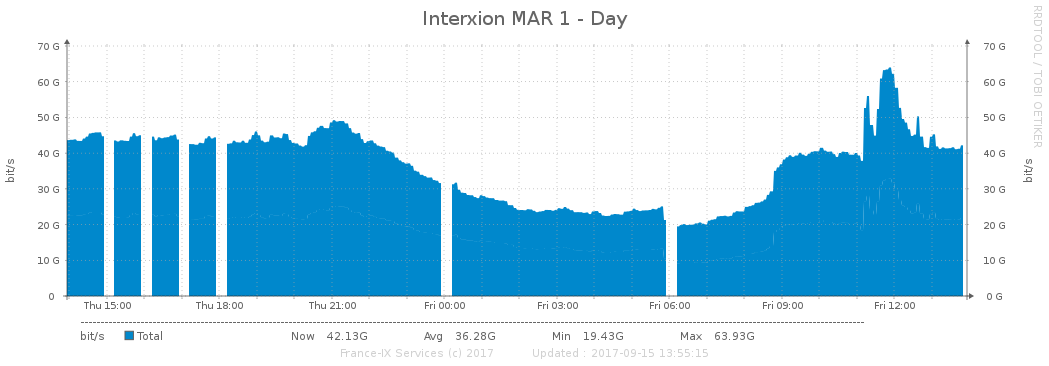 Interxion MAR 1 - Day
RRDTOOL / TOBI OETIKER
bit/s
bit/s
70 G 70 G
60 G 60 G
50 G 50 G
40 G 40 G
30 G 30 G
20 G 20 G
10 G 10 G
0 0 G
Thu 15:00 Thu 18:00 Thu 21:00 Fri 00:00 Fri 03:00 Fri 06:00 Fri 09:00 Fri 12:00
bit/s Total Now 42.13G Avg 36.28G Min 19.43G Max 63.93G
France-IX Services (c) 2017 Updated : 2017-09-15 13:55:15